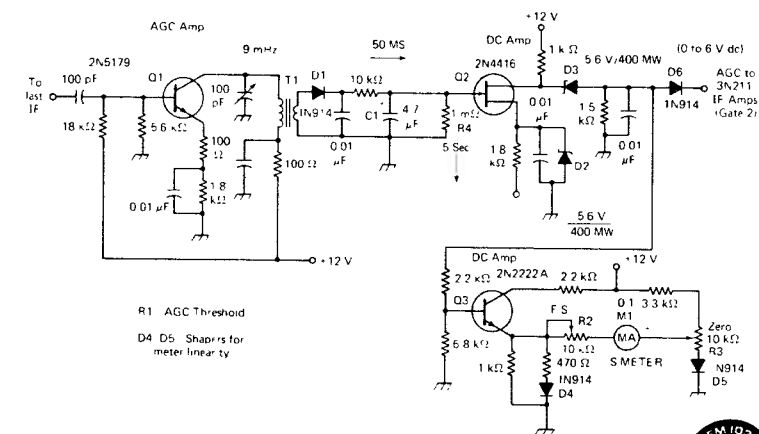 AGC Amp
+12 V
2N5179
9 mHz
50 MS
DC Amp
2N4416
1 kΩ
5 6 V/400 MW
(0 to 6 V dc)
To
last
IF
100 pF
Q1
100
pF
T1
D1
10 kΩ
Q2
D3
D6
AGC to
3N211
IF Amps
(Gate 2)
1N914
C1
4.7
μF
0 01
μF
1.5
kΩ
1N914
18 kΩ
5.6 kΩ
100
Ω
1 mΩ
R4
0.01
μF
100 Ω
0.01
μF
5 Sec
1 8
kΩ
D2
0 01 μF
1.8
kΩ
5 6 V
400 MW
+12 V
DC Amp
2N2222A
+12 V
2.2 kΩ
2 2 kΩ
Q3
0 1
3.3 kΩ
M1
R1 AGC Threshold
F S
R2
MA
Zero
10 kΩ
R3
D4 D5 Shapers for
meter linearity
6 8 kΩ
10 kΩ
S METER
1 kΩ
470 Ω
1N914
D4
N914
D5